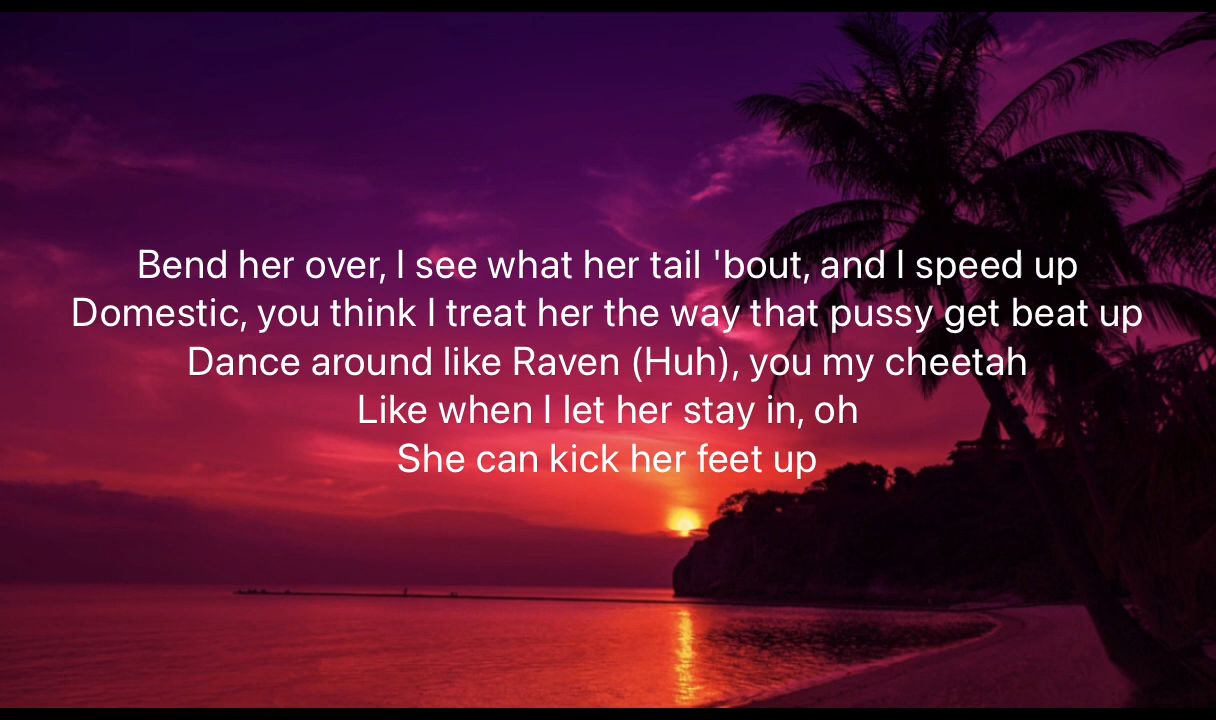 Bend her over, I see what her tail 'bout, and I speed up
Domestic, you think I treat her the way that pussy get beat up
Dance around like Raven (Huh), you my cheetah
Like when I let her stay in, oh
She can kick her feet up